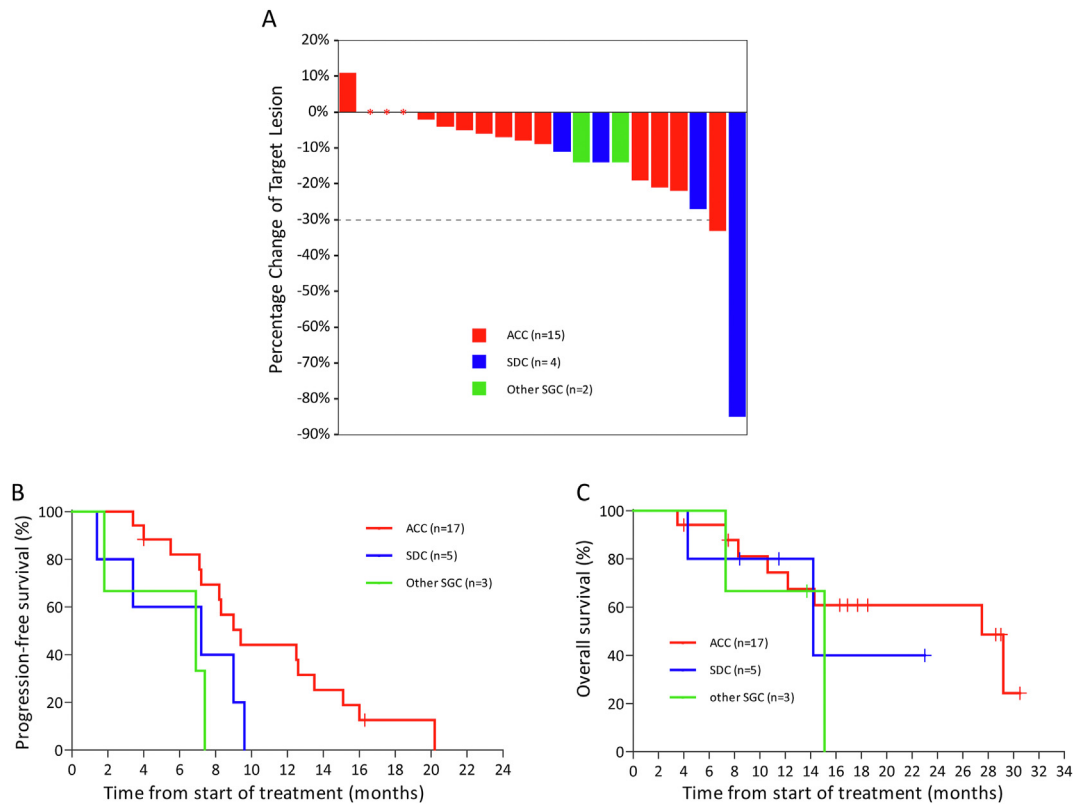 A
Percentage Change of Target Lesion
20%
10%
0%
-10%
-20%
-30%
-40%
-50%
-60%
-70%
-80%
-90%
* * *
ACC (n=15)
SDC (n= 4)
Other SGC (n=2)
B
Progression-free survival (%)
100
80
60
40
20
0
ACC (n=17)
SDC (n=5)
Other SGC (n=3)
0 2 4 6 8 10 12 14 16 18 20 22 24
Time from start of treatment (months)
C
Overall survival (%)
100
80
60
40
20
0
ACC (n=17)
SDC (n=5)
other SGC (n=3)
0 2 4 6 8 10 12 14 16 18 20 22 24 26 28 30 31 34
Time from start of treatment (months)